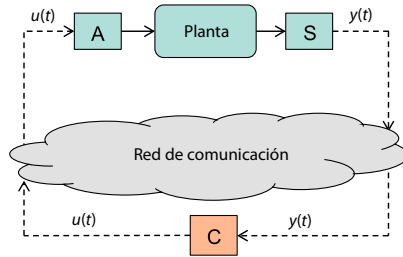 u(t)
A
Planta
S
y(t)
Red de comunicación
u(t)
C
y(t)